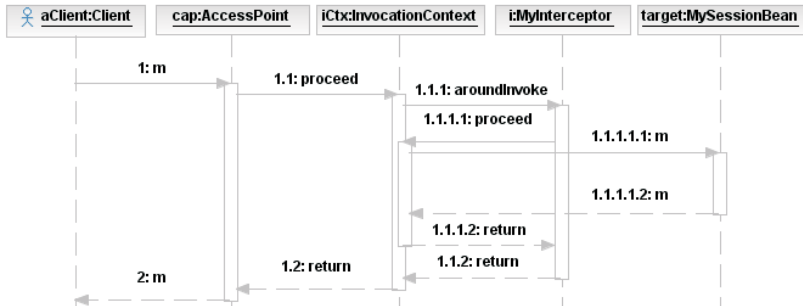 aClient:Client
cap:AccessPoint
iCtx:InvocationContext
i:MyInterceptor
target:MySessionBean
1: m
1.1: proceed
1.1.1: aroundInvoke
1.1.1.1: proceed
1.1.1.1.1: m
1.1.1.1.2: m
1.1.1.2: return
1.1.2: return
1.2: return
2: m